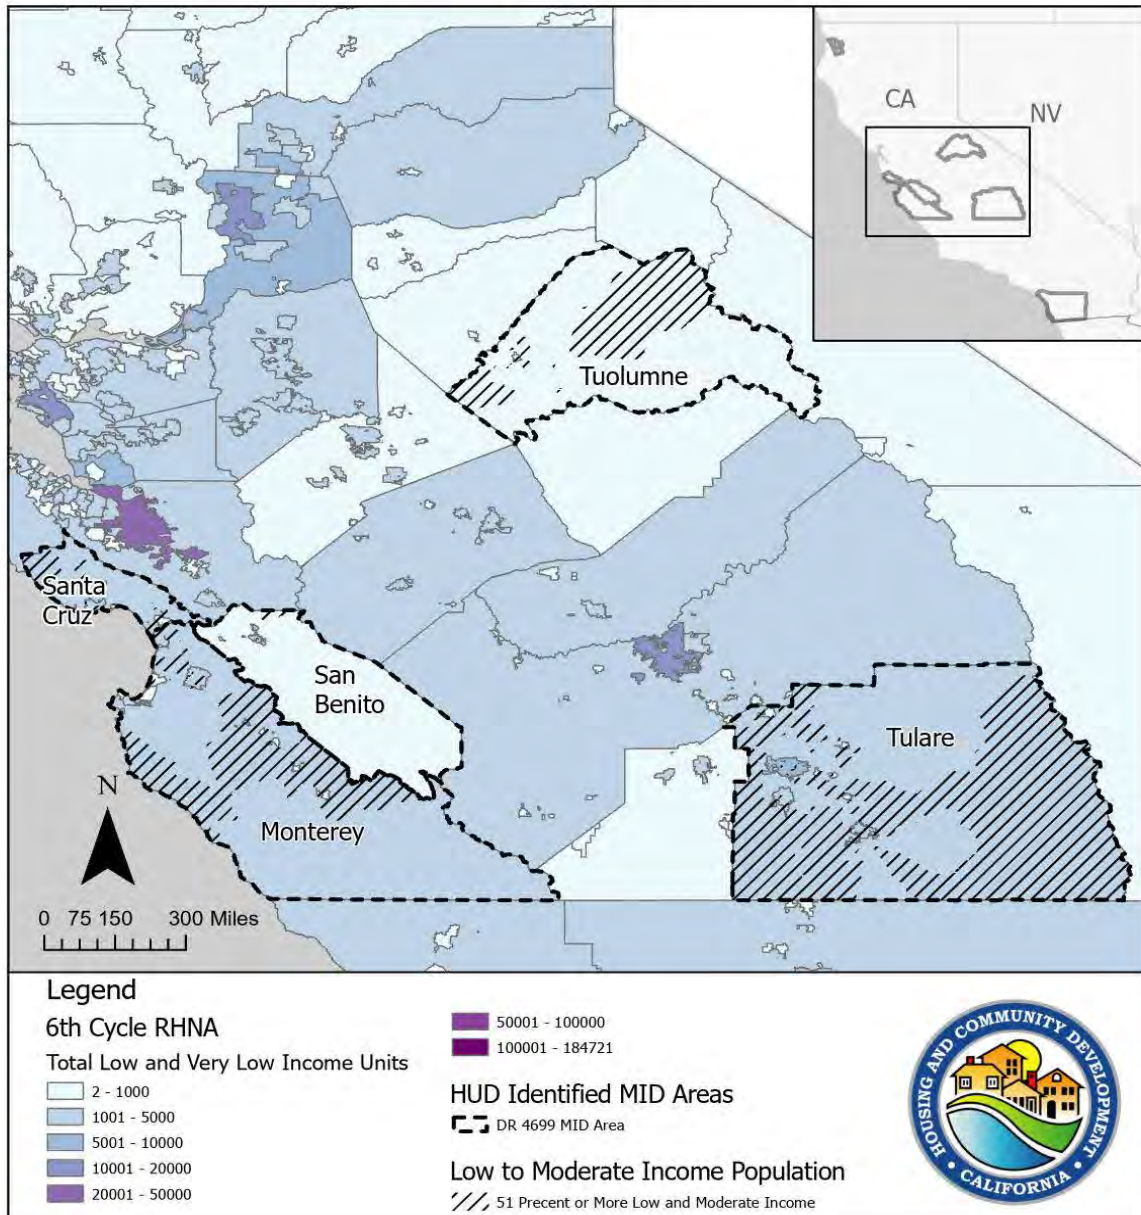 CA
NV
Tuolumne
Santa
Cruz
San
Benito
Tulare
Monterey
N
0 75 150 300 Miles
Legend
6th Cycle RHNA
Total Low and Very Low Income Units
2 - 1000
1001 - 5000
5001 - 10000
10001 - 20000
20001 - 50000
50001 - 100000
100001 - 184721
HUD Identified MID Areas
DR 4699 MID Area
Low to Moderate Income Population
51 Precent or More Low and Moderate Income
HOUSING AND COMMUNITY DEVELOPMENT
• CALIFORNIA •